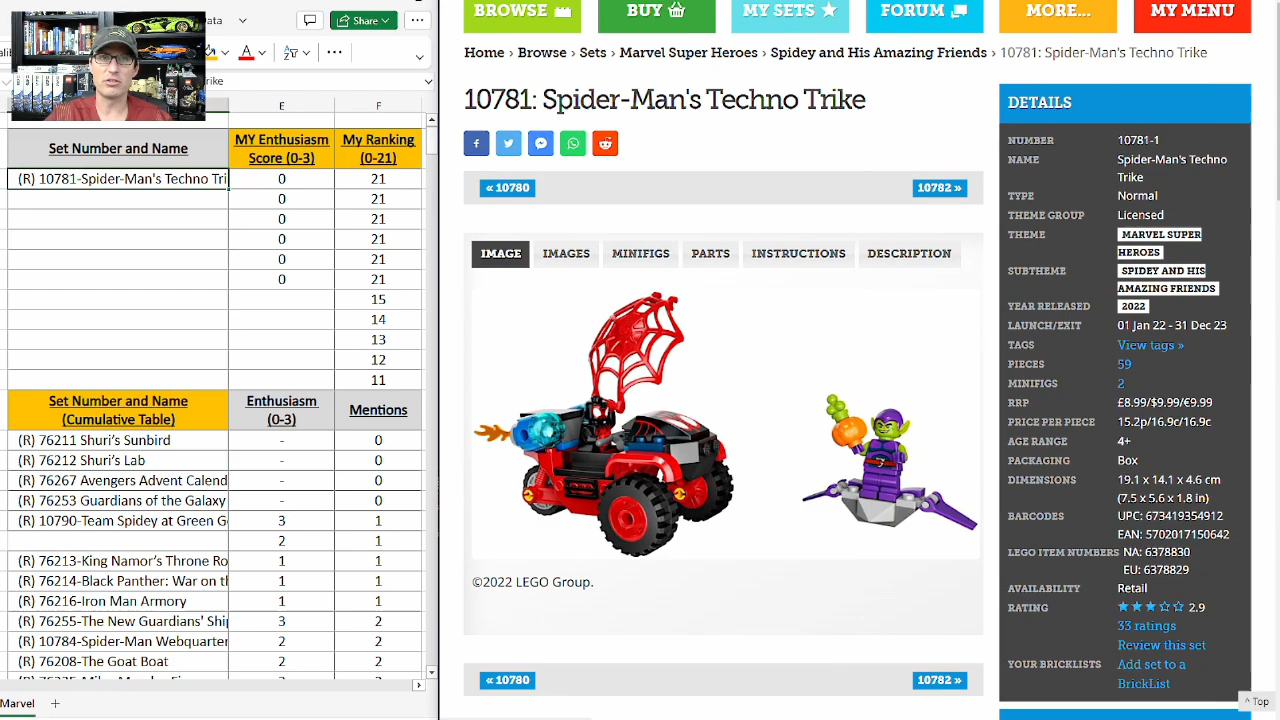 Data
Share
A
ike
Set Number and Name
MY Enthusiasm
Score (0-3)
My Ranking
(0-21)
(R) 10781-Spider-Man's Techno Tri
0
21
0
21
0
21
0
21
0
21
0
21
15
14
13
12
11
Set Number and Name
(Cumulative Table)
Enthusiasm
(0-3)
Mentions
(R) 76211 Shuri's Sunbird
-
0
(R) 76212 Shuri's Lab
-
0
(R) 76267 Avengers Advent Calend
-
0
(R) 76253 Guardians of the Galaxy
-
0
(R) 10790-Team Spidey at Green G
3
1
2
1
(R) 76213-King Namor's Throne Ro
1
1
(R) 76214-Black Panther: War on th
1
1
(R) 76216-Iron Man Armory
1
1
(R) 76255-The New Guardians' Ship
3
2
(R) 10784-Spider-Man Webquarter
2
2
(R) 76208-The Goat Boat
2
2
Marvel
+
BROWSE
BUY
MY SETS
FORUM
MORE...
MY MENU
Home › Browse › Sets › Marvel Super Heroes › Spidey and His Amazing Friends › 10781: Spider-Man's Techno Trike
10781: Spider-Man's Techno Trike
« 10780
10782 »
IMAGE
IMAGES
MINIFIGS
PARTS
INSTRUCTIONS
DESCRIPTION
©2022 LEGO Group.
« 10780
10782 »
DETAILS
NUMBER
10781-1
NAME
Spider-Man's Techno
Trike
TYPE
Normal
THEME GROUP
Licensed
THEME
MARVEL SUPER
HEROES
SUBTHEME
SPIDEY AND HIS
AMAZING FRIENDS
YEAR RELEASED
2022
LAUNCH/EXIT
01 Jan 22 - 31 Dec 23
TAGS
View tags »
PIECES
59
MINIFIGS
2
RRP
£8.99/$9.99/€9.99
PRICE PER PIECE
15.2p/16.9c/16.9c
AGE RANGE
4+
PACKAGING
Box
DIMENSIONS
19.1 x 14.1 x 4.6 cm
(7.5 x 5.6 x 1.8 in)
BARCODES
UPC: 673419354912
EAN: 5702017150642
LEGO ITEM NUMBERS
NA: 6378830
EU: 6378829
AVAILABILITY
Retail
RATING
2.9
33 ratings
Review this set
YOUR BRICKLISTS
Add set to a
BrickList
^ Top
E
F